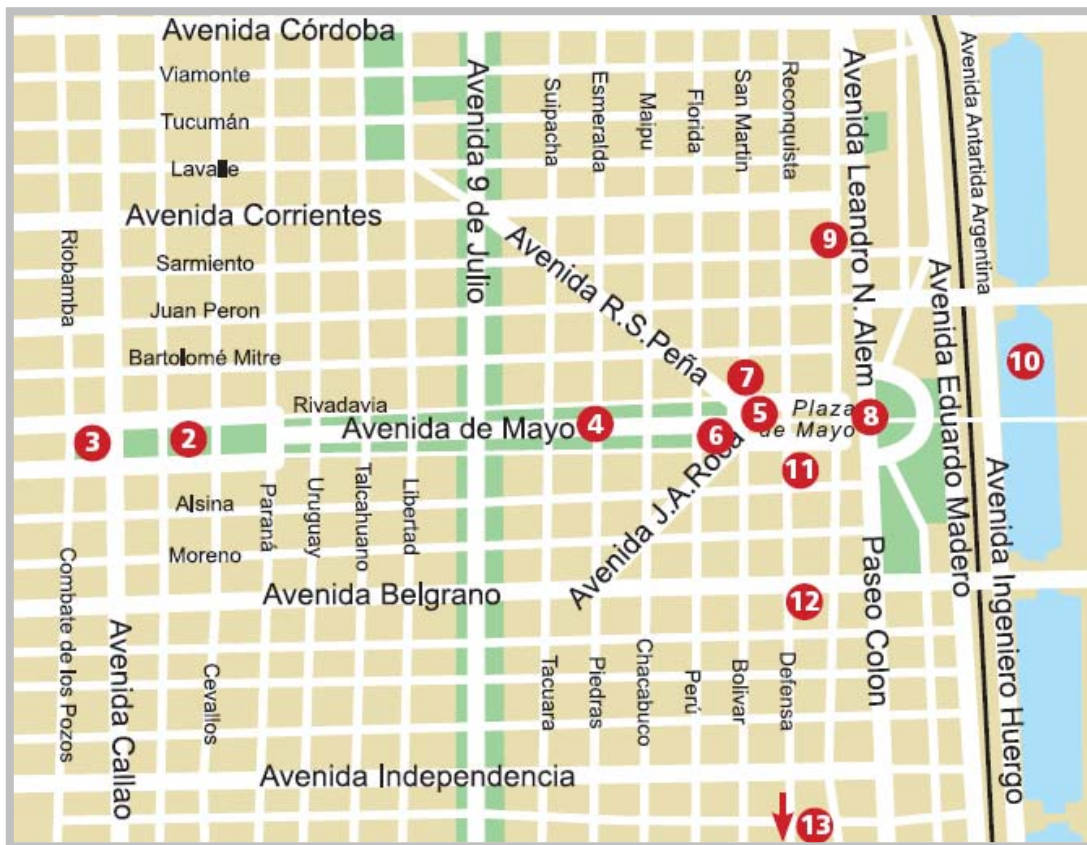 Avenida Córdoba
Viamonte
Tucumán
Avenida Corrientes
Sarmiento
Juan Peron
Bartolomé Mitre
Riobamba
Avenida 9 de Julio
Suipacha
Esmeralda
Maipu
Florida
San Martin
Reconquista
Avenida Leandro N. Alem
Avenida Antartida Argentina
Avenida R.S.Peña
9
Avenida Eduardo Madero
10
7
Rivadavia
Avenida de Mayo
3
2
4
5
6
Plaza
de Mayo
8
11
Avenida J.A.Roca
Alsina
Moreno
Paraná
Uruguay
Talcahuano
Libertad
Avenida Belgrano
12
Paseo Colon
Avenida Ingeniero Huergo
Combate de los Pozos
Avenida Callao
Cevallos
Tacuara
Piedras
Chacabuco
Perú
Bolivar
Defensa
Avenida Independencia
13